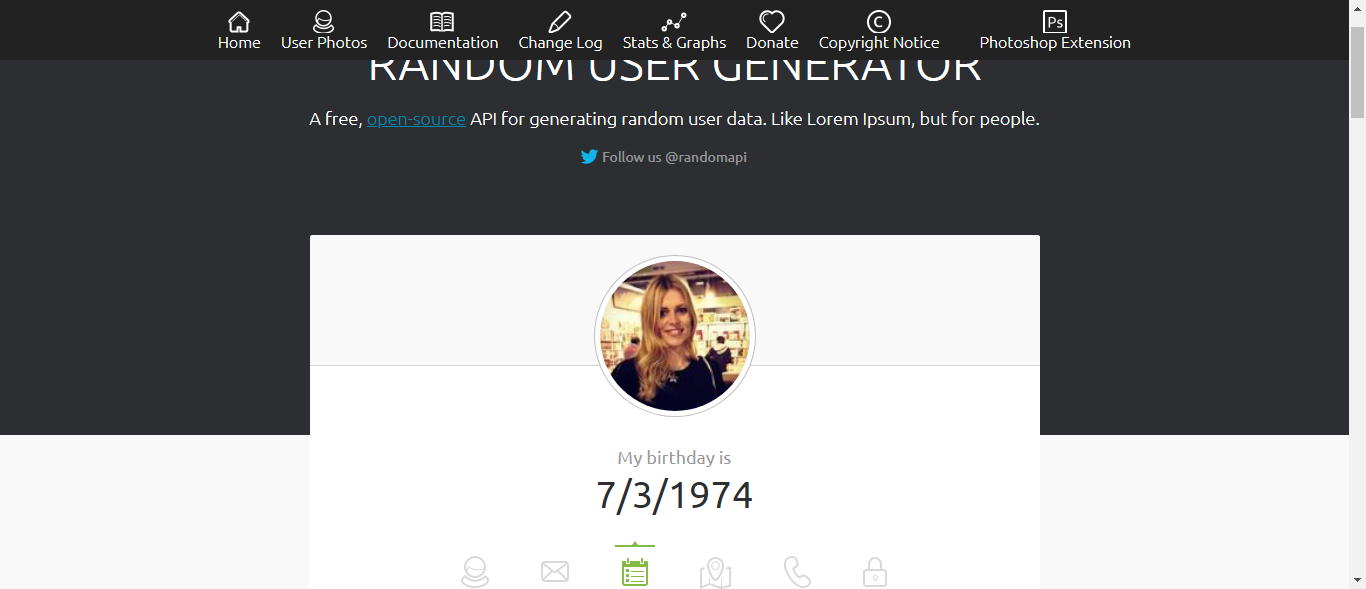 Home User Photos Documentation Change Log Stats & Graphs Donate Copyright Notice Photoshop Extension
Ps
RANDOM USER GENERATOR
A free, open-source API for generating random user data. Like Lorem Ipsum, but for people.
Follow us @randomapi
My birthday is
7/3/1974